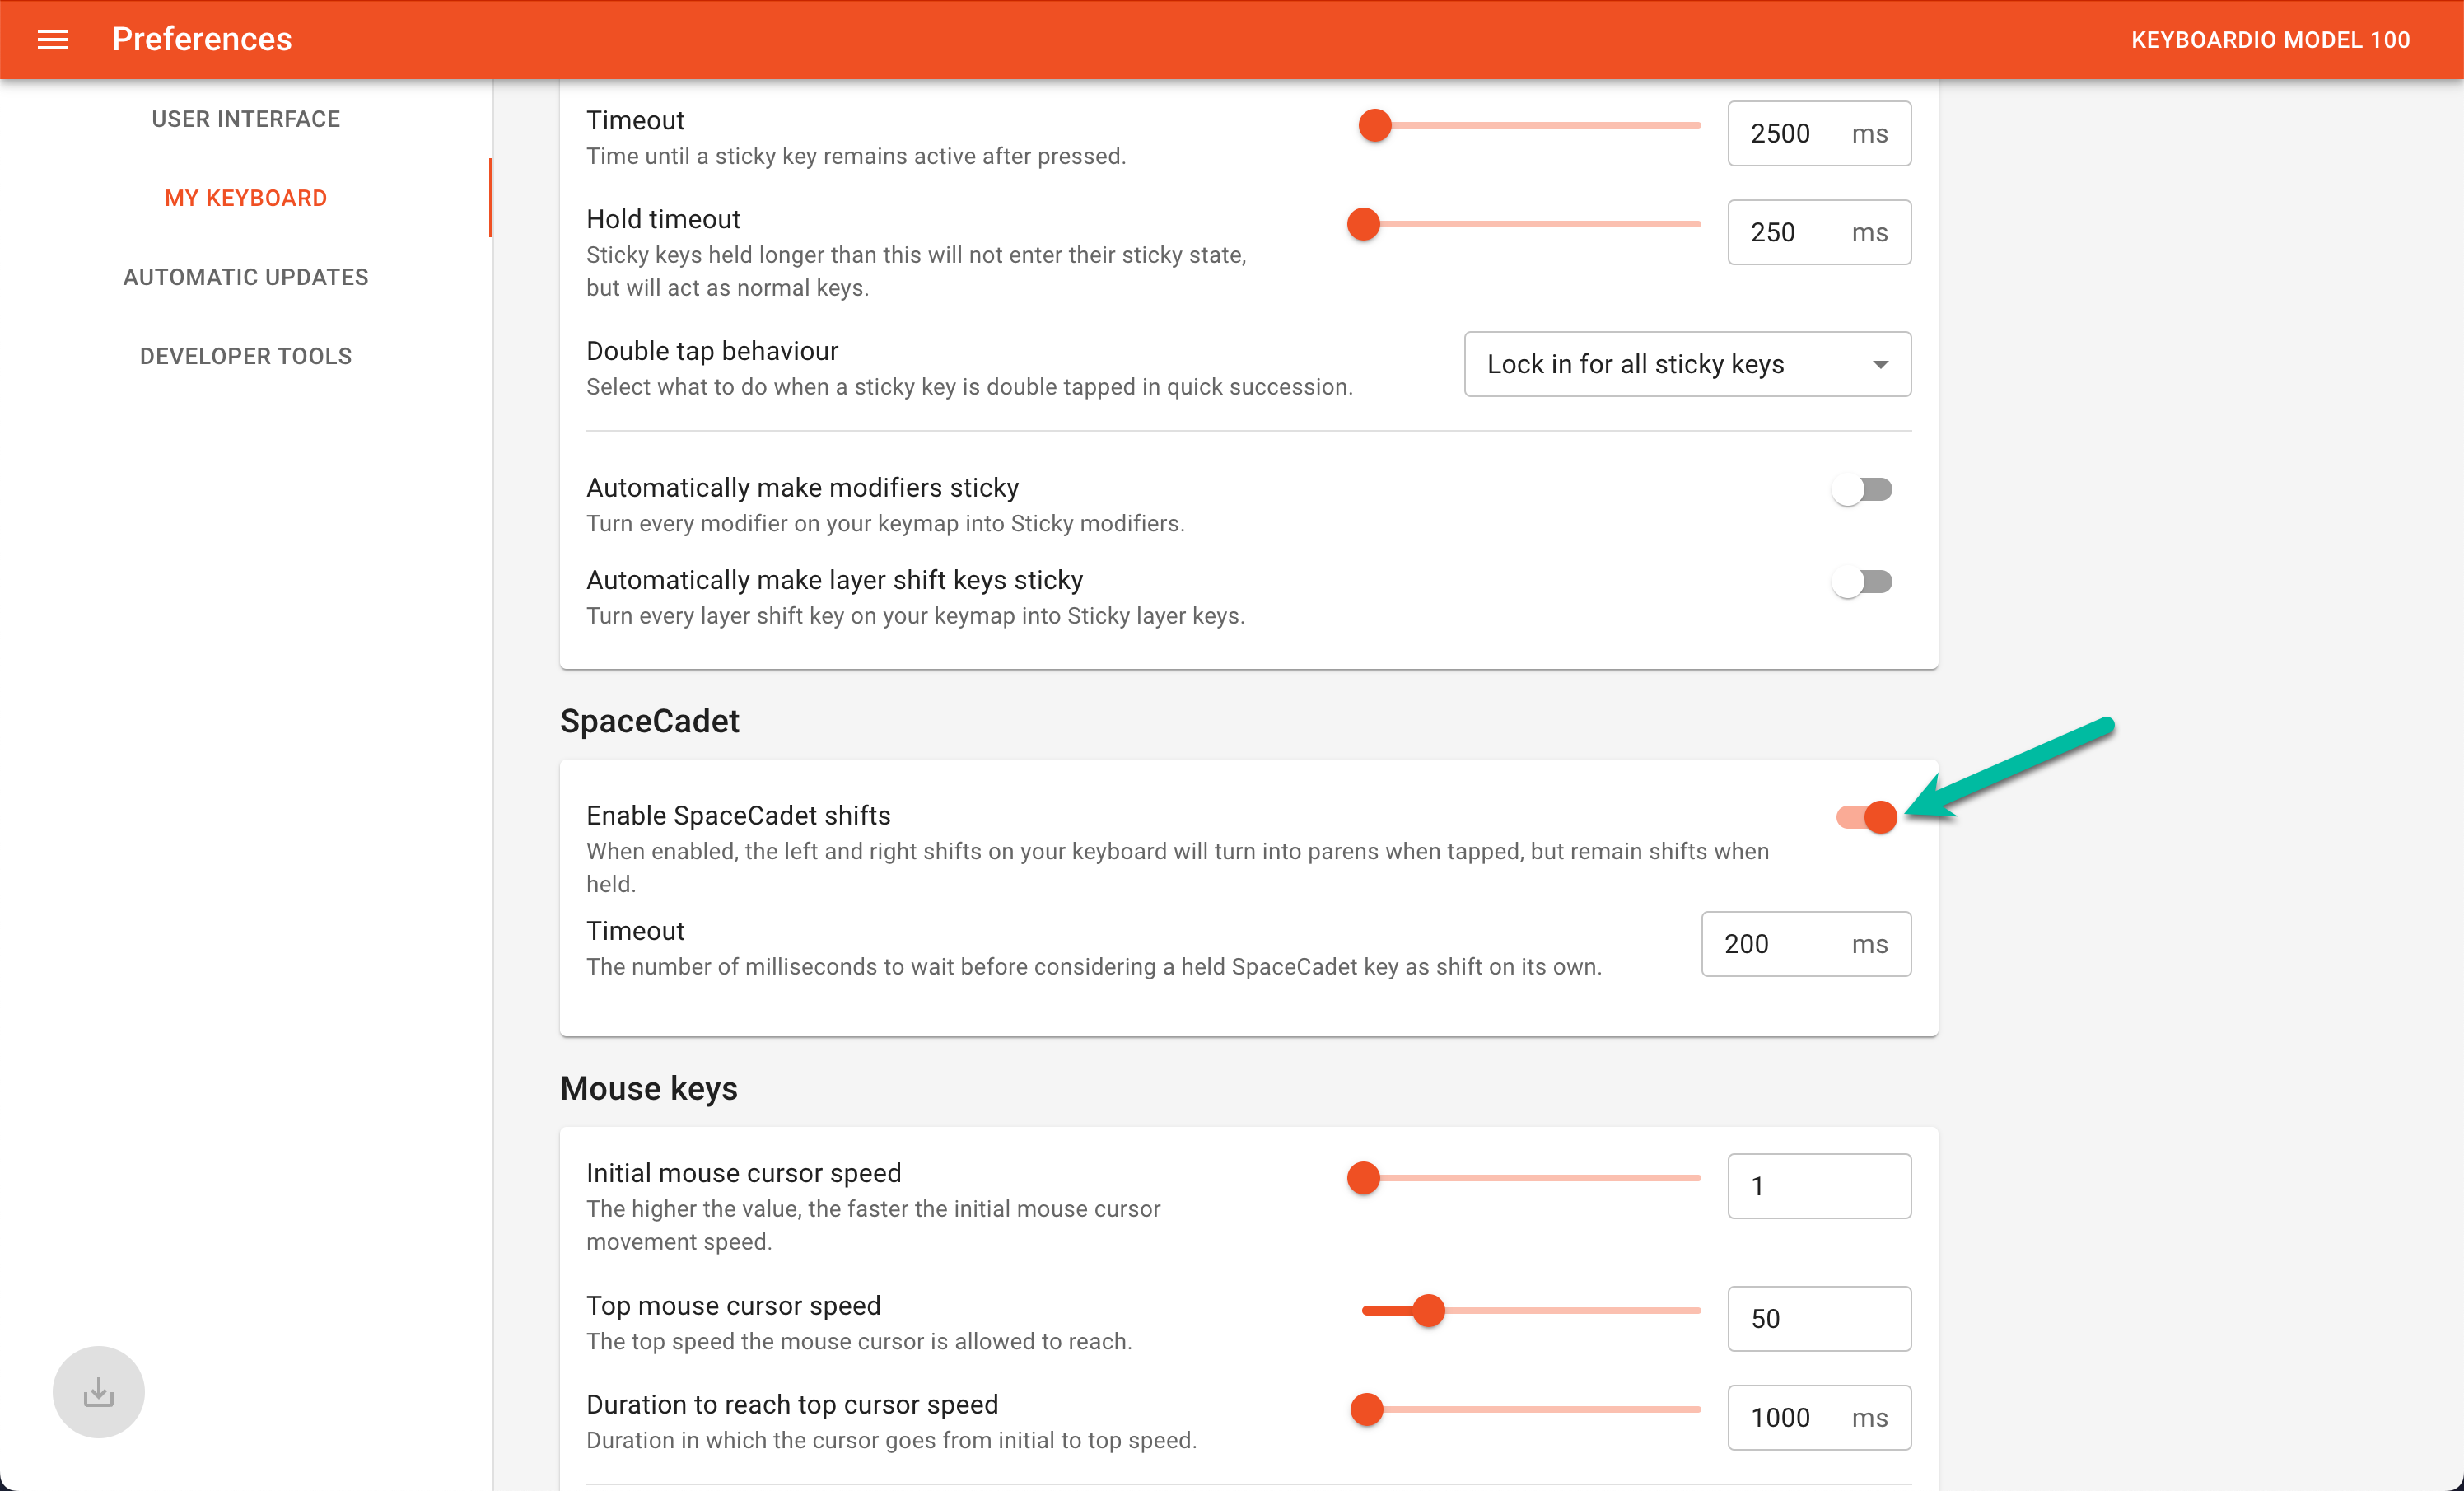 Preferences
KEYBOARDIO MODEL 100
USER INTERFACE
MY KEYBOARD
AUTOMATIC UPDATES
DEVELOPER TOOLS
Timeout
2500 ms
Time until a sticky key remains active after pressed.
Hold timeout
250 ms
Sticky keys held longer than this will not enter their sticky state,
but will act as normal keys.
Double tap behaviour
Lock in for all sticky keys
Select what to do when a sticky key is double tapped in quick succession.
Automatically make modifiers sticky
Turn every modifier on your keymap into Sticky modifiers.
Automatically make layer shift keys sticky
Turn every layer shift key on your keymap into Sticky layer keys.
SpaceCadet
Enable SpaceCadet shifts
When enabled, the left and right shifts on your keyboard will turn into parens when tapped, but remain shifts when
held.
Timeout
200 ms
The number of milliseconds to wait before considering a held SpaceCadet key as shift on its own.
Mouse keys
Initial mouse cursor speed
1
The higher the value, the faster the initial mouse cursor
movement speed.
Top mouse cursor speed
50
The top speed the mouse cursor is allowed to reach.
Duration to reach top cursor speed
1000 ms
Duration in which the cursor goes from initial to top speed.